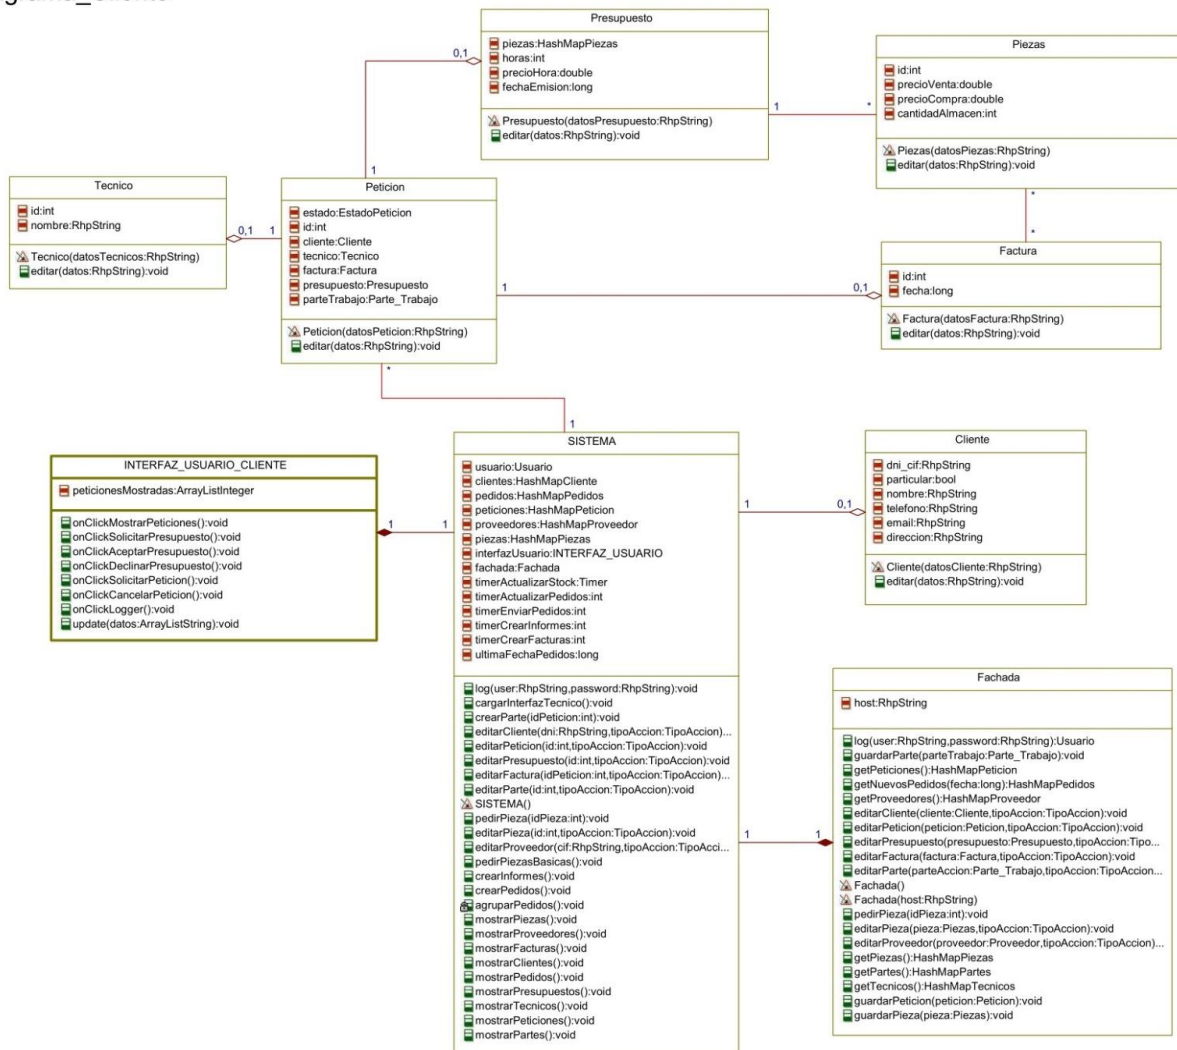 Presupuesto
piezas:HashMapPiezas
horas:int
precioHora:double
fechaEmision:long
Presupuesto(datosPresupuesto:RhpString)
editar(datos:RhpString):void
0,1
1
1
*
Piezas
id:int
precioVenta:double
precioCompra:double
cantidadAlmacen:int
Piezas(datosPiezas:RhpString)
editar(datos:RhpString):void
*
*
Tecnico
id:int
nombre:RhpString
Tecnico(datosTecnicos:RhpString)
editar(datos:RhpString):void
0,1
1
Peticion
estado:EstadoPeticion
id:int
cliente:Cliente
tecnico:Tecnico
factura:Factura
presupuesto:Presupuesto
parteTrabajo:Parte_Trabajo
Peticion(datosPeticion:RhpString)
editar(datos:RhpString):void
1
0,1
*
1
Factura
id:int
fecha:long
Factura(datosFactura:RhpString)
editar(datos:RhpString):void
INTERFAZ_USUARIO_CLIENTE
peticionesMostradas:ArrayListInteger
onClickMostrarPeticiones():void
onClickSolicitarPresupuesto():void
onClickAceptarPresupuesto():void
onClickDeclinarPresupuesto():void
onClickSolicitarPeticion():void
onClickCancelarPeticion():void
onClickLogger():void
update(datos:ArrayListString):void
1
1
SISTEMA
usuario:Usuario
clientes:HashMapCliente
pedidos:HashMapPedidos
peticiones:HashMapPeticion
proveedores:HashMapProveedor
piezas:HashMapPiezas
interfazUsuario:INTERFAZ_USUARIO
fachada:Fachada
timerActualizarStock:Timer
timerActualizarPedidos:int
timerEnviarPedidos:int
timerCrearInformes:int
timerCrearFacturas:int
ultimaFechaPedidos:long
log(user:RhpString,password:RhpString):void
cargarInterfazTecnico():void
crearParte(idPeticion:int):void
editarCliente(dni:RhpString,tipoAccion:TipoAccion)...
editarPeticion(id:int,tipoAccion:TipoAccion):void
editarPresupuesto(id:int,tipoAccion:TipoAccion):void
editarFactura(idPeticion:int,tipoAccion:TipoAccion)...
editarParte(id:int,tipoAccion:TipoAccion):void
SISTEMA()
pedirPieza(idPieza:int):void
editarPieza(id:int,tipoAccion:TipoAccion):void
editarProveedor(cif:RhpString,tipoAccion:TipoAcci...
pedirPiezasBasicas():void
crearInformes():void
crearPedidos():void
agruparPedidos():void
mostrarPiezas():void
mostrarProveedores():void
mostrarFacturas():void
mostrarClientes():void
mostrarPedidos():void
mostrarPresupuestos():void
mostrarTecnicos():void
mostrarPeticiones():void
mostrarPartes():void
1
0,1
Cliente
dni_cif:RhpString
particular:bool
nombre:RhpString
telefono:RhpString
email:RhpString
direccion:RhpString
Cliente(datosCliente:RhpString)
editar(datos:RhpString):void
1
1
Fachada
host:RhpString
log(user:RhpString,password:RhpString):Usuario
guardarParte(parteTrabajo:Parte_Trabajo):void
getPeticiones():HashMapPeticion
getNuevosPedidos(fecha:long):HashMapPedidos
getProveedores():HashMapProveedor
editarCliente(cliente:Cliente,tipoAccion:TipoAccion):void
editarPeticion(peticion:Peticion,tipoAccion:TipoAccion):void
editarPresupuesto(presupuesto:Presupuesto,tipoAccion:Tipo...
editarFactura(factura:Factura,tipoAccion:TipoAccion):void
editarParte(parteAccion:Parte_Trabajo,tipoAccion:TipoAccion...
Fachada()
Fachada(host:RhpString)
pedirPieza(idPieza:int):void
editarPieza(pieza:Piezas,tipoAccion:TipoAccion):void
editarProveedor(proveedor:Proveedor,tipoAccion:TipoAccion)...
getPiezas():HashMapPiezas
getPartes():HashMapPartes
getTecnicos():HashMapTecnicos
guardarPeticion(peticion:Peticion):void
guardarPieza(pieza:Piezas):void